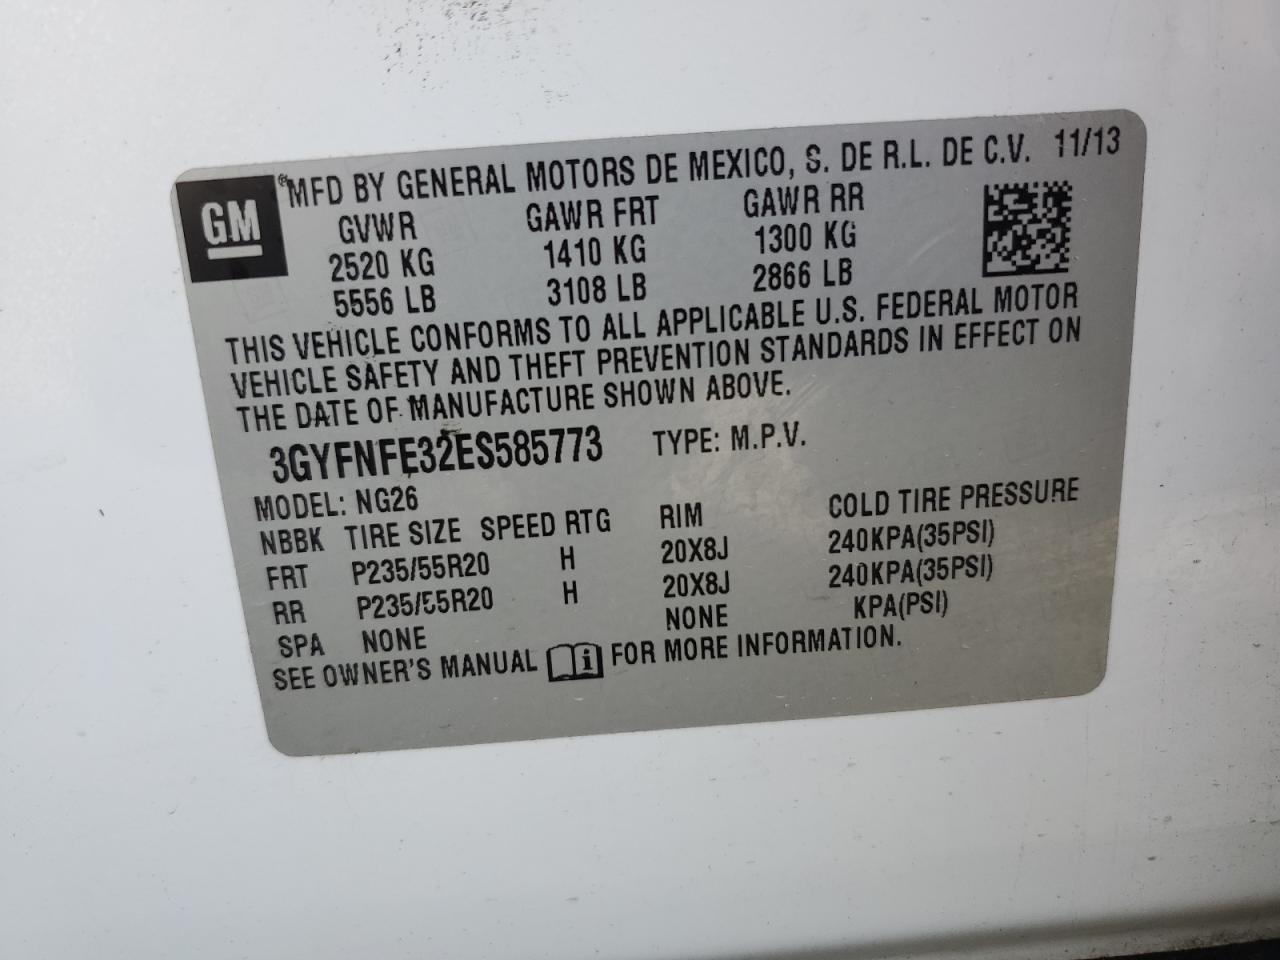 GM
® MFD BY GENERAL MOTORS DE MEXICO, S. DE R.L. DE C.V. 11/13
GVWR GAWR FRT GAWR RR
2520 KG 1410 KG 1300 KG
5556 LB 3108 LB 2866 LB
THIS VEHICLE CONFORMS TO ALL APPLICABLE U.S. FEDERAL MOTOR
VEHICLE SAFETY AND THEFT PREVENTION STANDARDS IN EFFECT ON
THE DATE OF MANUFACTURE SHOWN ABOVE.
3GYFNFE32ES585773 TYPE: M.P.V.
MODEL: NG26
NBBK TIRE SIZE SPEED RTG RIM COLD TIRE PRESSURE
FRT P235/55R20 H 20X8J 240KPA(35PSI)
RR P235/55R20 H 20X8J 240KPA(35PSI)
SPA NONE NONE KPA(PSI)
SEE OWNER'S MANUAL i FOR MORE INFORMATION.